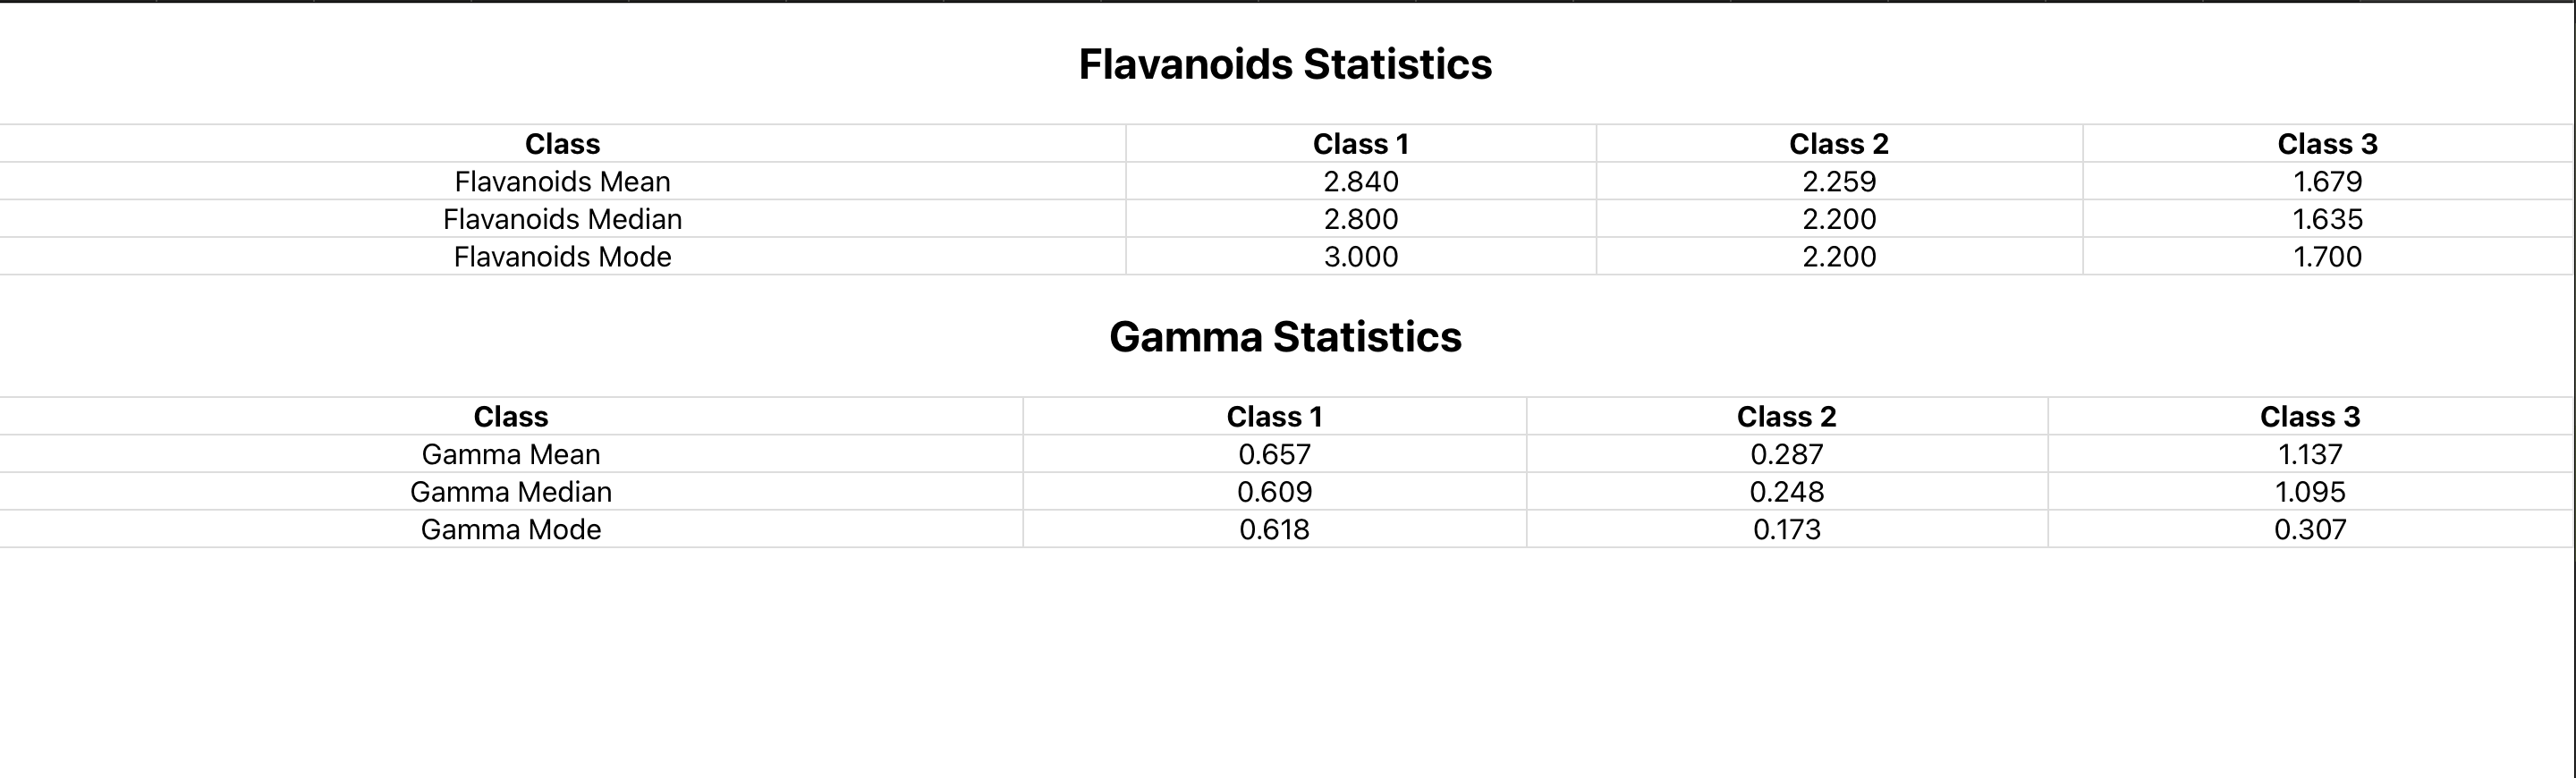 Flavanoids Statistics
Class Class 1 Class 2 Class 3
Flavanoids Mean 2.840 2.259 1.679
Flavanoids Median 2.800 2.200 1.635
Flavanoids Mode 3.000 2.200 1.700
Gamma Statistics
Class Class 1 Class 2 Class 3
Gamma Mean 0.657 0.287 1.137
Gamma Median 0.609 0.248 1.095
Gamma Mode 0.618 0.173 0.307